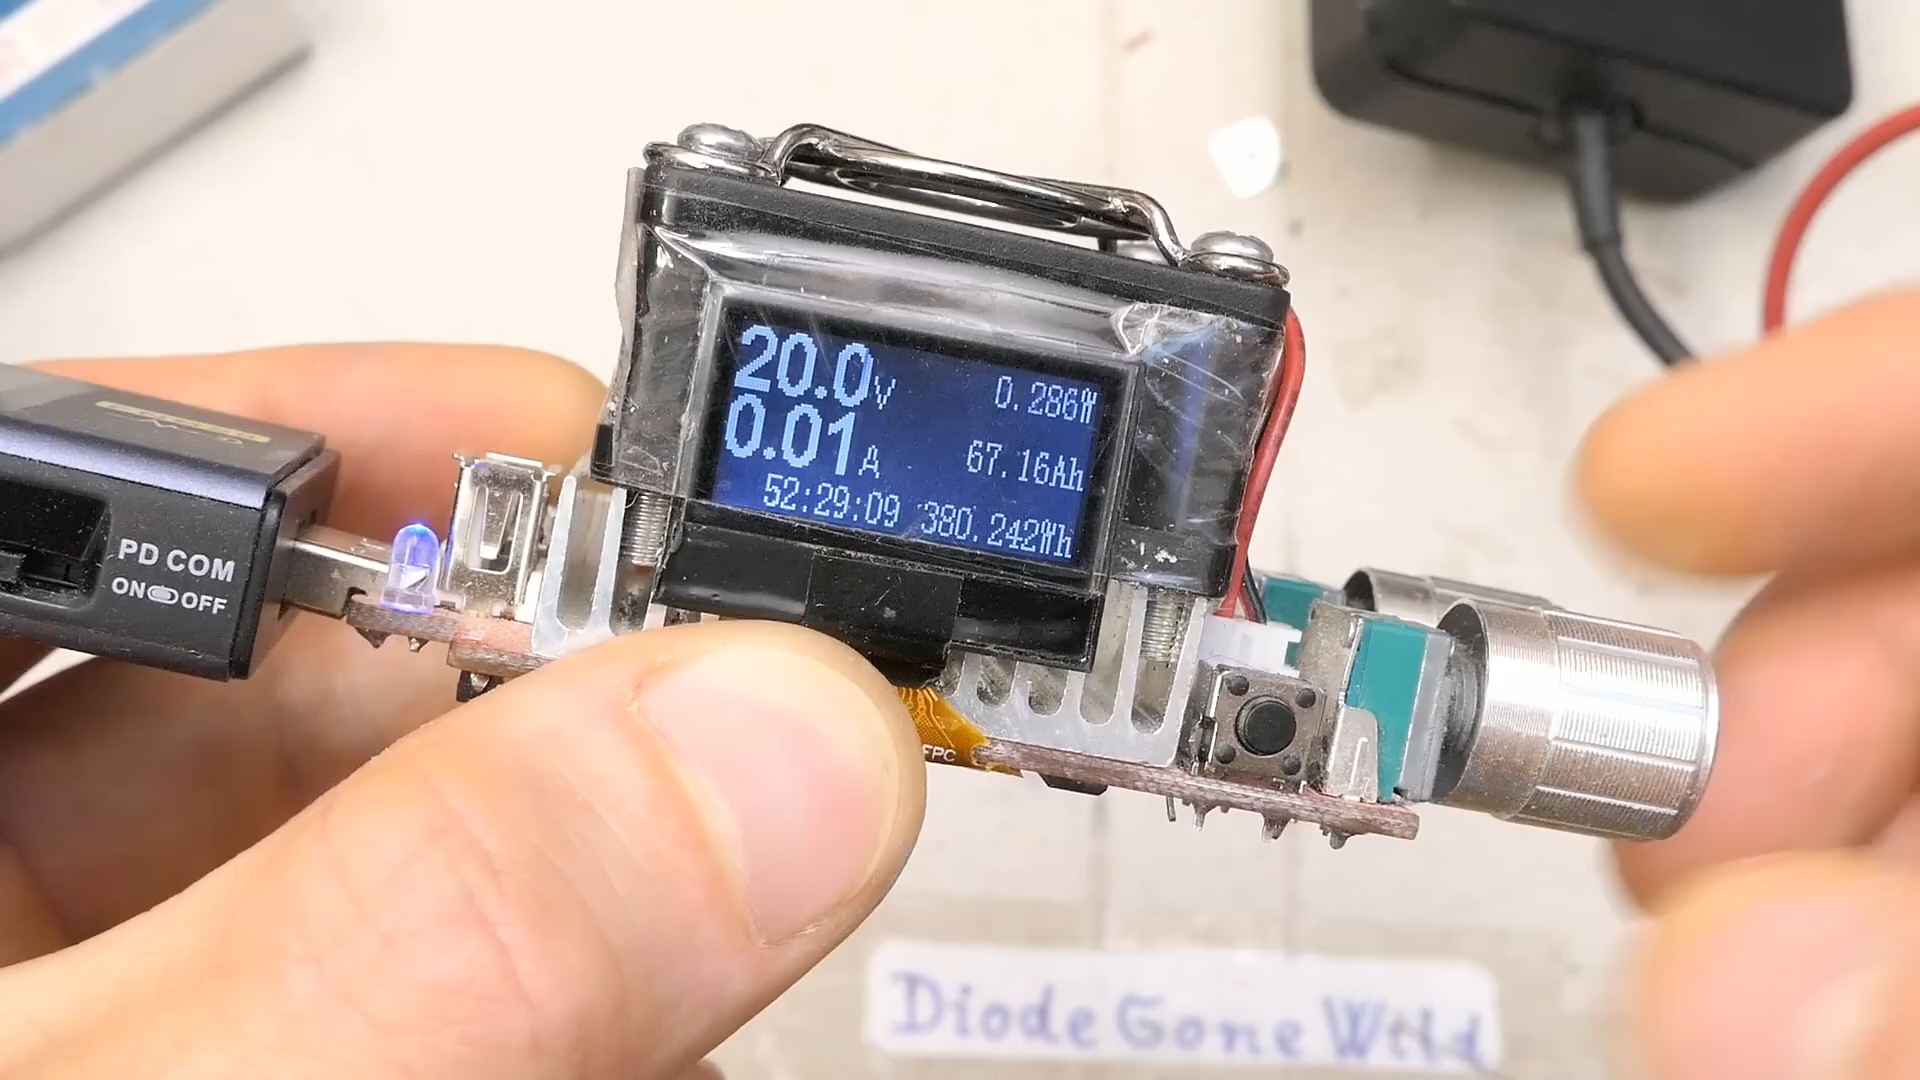 20.0V 0.286W
0.01A 67.16Ah
52:29:09 380.242Wh
PD COM
ON OFF
FPC
DiodeGoneWild